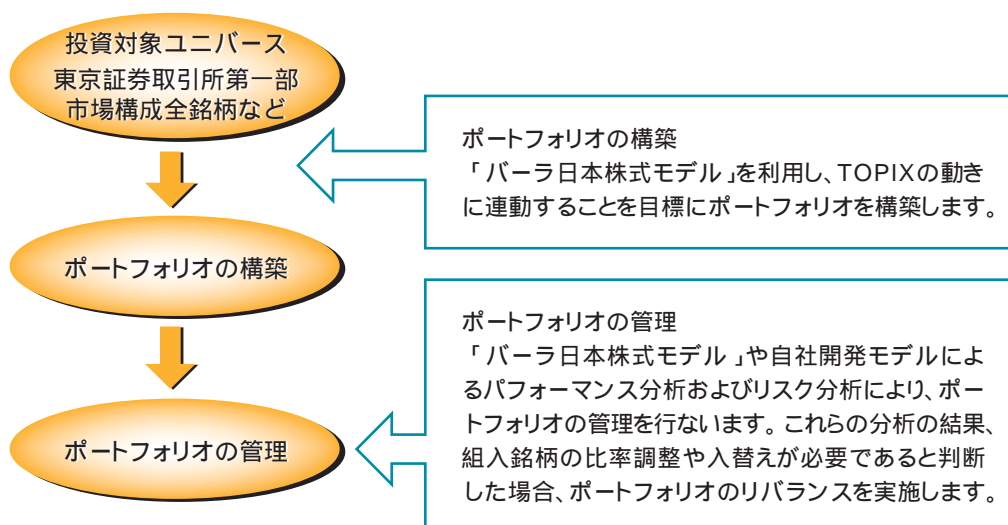 投資対象ユニバース
東京証券取引所第一部
市場構成全銘柄など
ポートフォリオの構築
「バーラ日本株式モデル」を利用し、TOPIXの動き
に連動することを目標にポートフォリオを構築します。
ポートフォリオの構築
ポートフォリオの管理
「バーラ日本株式モデル」や自社開発モデルによ
るパフォーマンス分析およびリスク分析により、ポー
トフォリオの管理を行ないます。これらの分析の結果、
組入銘柄の比率調整や入替えが必要であると判断
した場合、ポートフォリオのリバランスを実施します。
ポートフォリオの管理